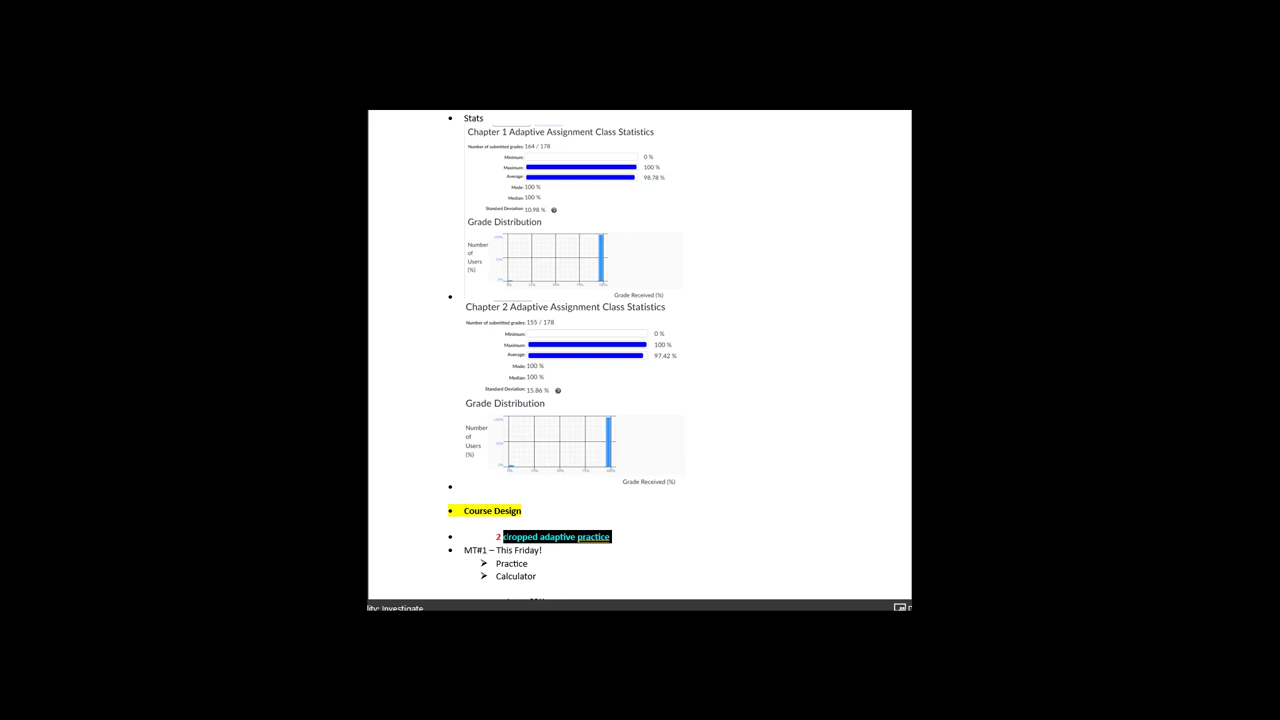 • Stats
Chapter 1 Adaptive Assignment Class Statistics
Number of submitted grades: 164 / 178
Minimum: 0 %
Maximum: 100 %
Average: 98.78 %
Mode: 100 %
Median: 100 %
Standard Deviation: 10.98 %
Grade Distribution
Number
of
Users
(%)
Grade Received (%)
•
Chapter 2 Adaptive Assignment Class Statistics
Number of submitted grades: 155 / 178
Minimum: 0 %
Maximum: 100 %
Average: 97.42 %
Mode: 100 %
Median: 100 %
Standard Deviation: 15.86 %
Grade Distribution
Number
of
Users
(%)
Grade Received (%)
•
• Course Design
• 2 dropped adaptive practice
• MT#1 – This Friday!
➢ Practice
➢ Calculator
lity: Investigate